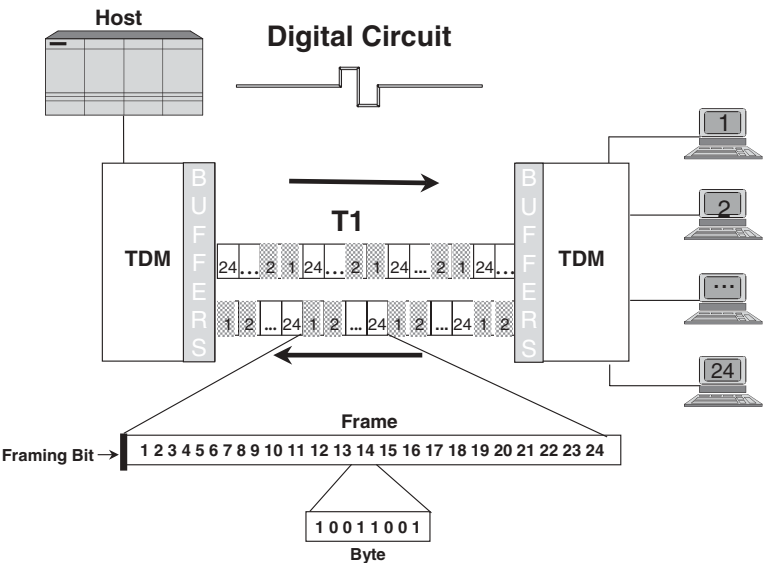 Host
Digital Circuit
1
2
...
24
TDM
BUFFERS
T1
24 ... 2 1 24 ... 2 1 24 ... 2 1 24 ...
1 2 ... 24 1 2 ... 24 1 2 ... 24 1 2
BUFFERS
TDM
Frame
Framing Bit
1 2 3 4 5 6 7 8 9 10 11 12 13 14 15 16 17 18 19 20 21 22 23 24
1 0 0 1 1 0 0 1
Byte